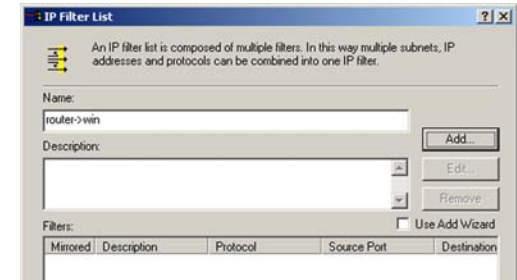 IP Filter List
An IP filter list is composed of multiple filters. In this way multiple subnets, IP
addresses and protocols can be combined into one IP filter.
Name:
router->win
Add...
Description:
Edit...
Remove
Filters:
Use Add Wizard
Mirrored Description Protocol Source Port Destination